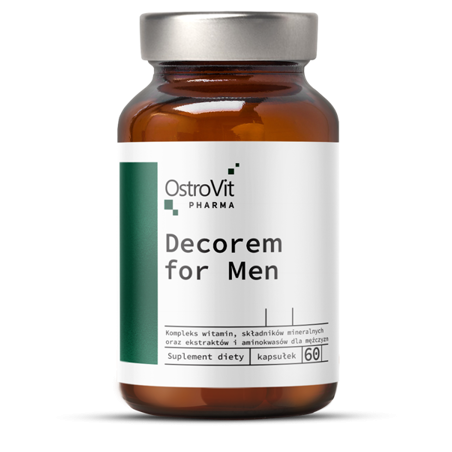 OstroVit
PHARMA
Decorem
for Men
Kompleks witamin, składników mineralnych
oraz ekstraktów i aminokwasów dla mężczyzn
Suplement diety kapsułek 60